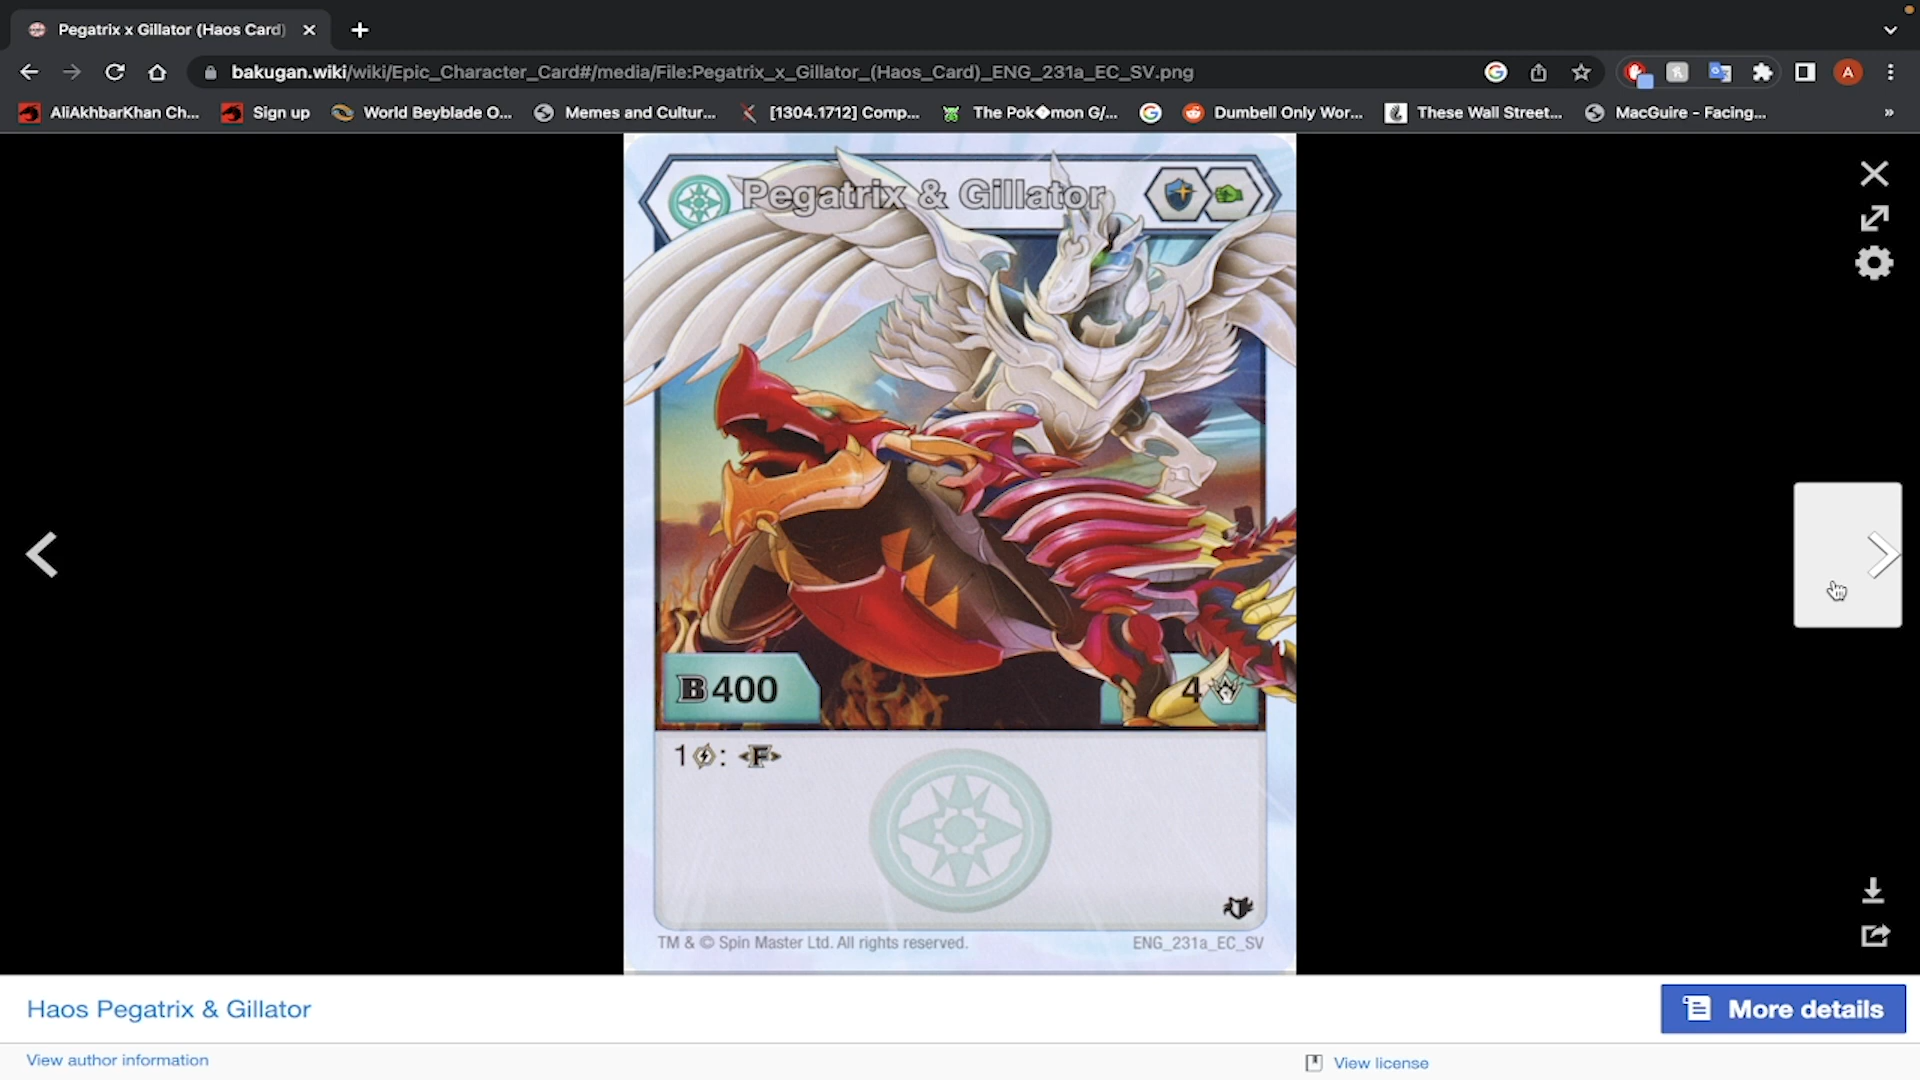 Pegatrix x Gillator (Haos Card)
bakugan.wiki/wiki/Epic_Character_Card#/media/File:Pegatrix_x_Gillator_(Haos_Card)_ENG_231a_EC_SV.png
A
AliAkhbarKhan Ch...
Sign up
World Beyblade O...
Memes and Cultur...
[1304.1712] Comp...
The Pok�mon G/...
Dumbell Only Wor...
These Wall Street...
MacGuire - Facing...
»
Pegatrix & Gillator
B 400
4
1 : F
TM & © Spin Master Ltd. All rights reserved.
ENG_231a_EC_SV
Haos Pegatrix & Gillator
More details
View author information
View license